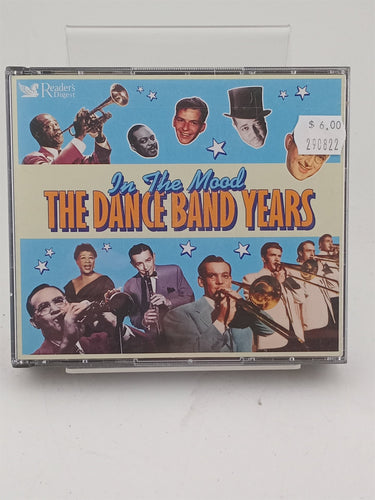 Reader's
Digest
$ 6.00
290822
In The Mood
THE DANCE BAND YEARS